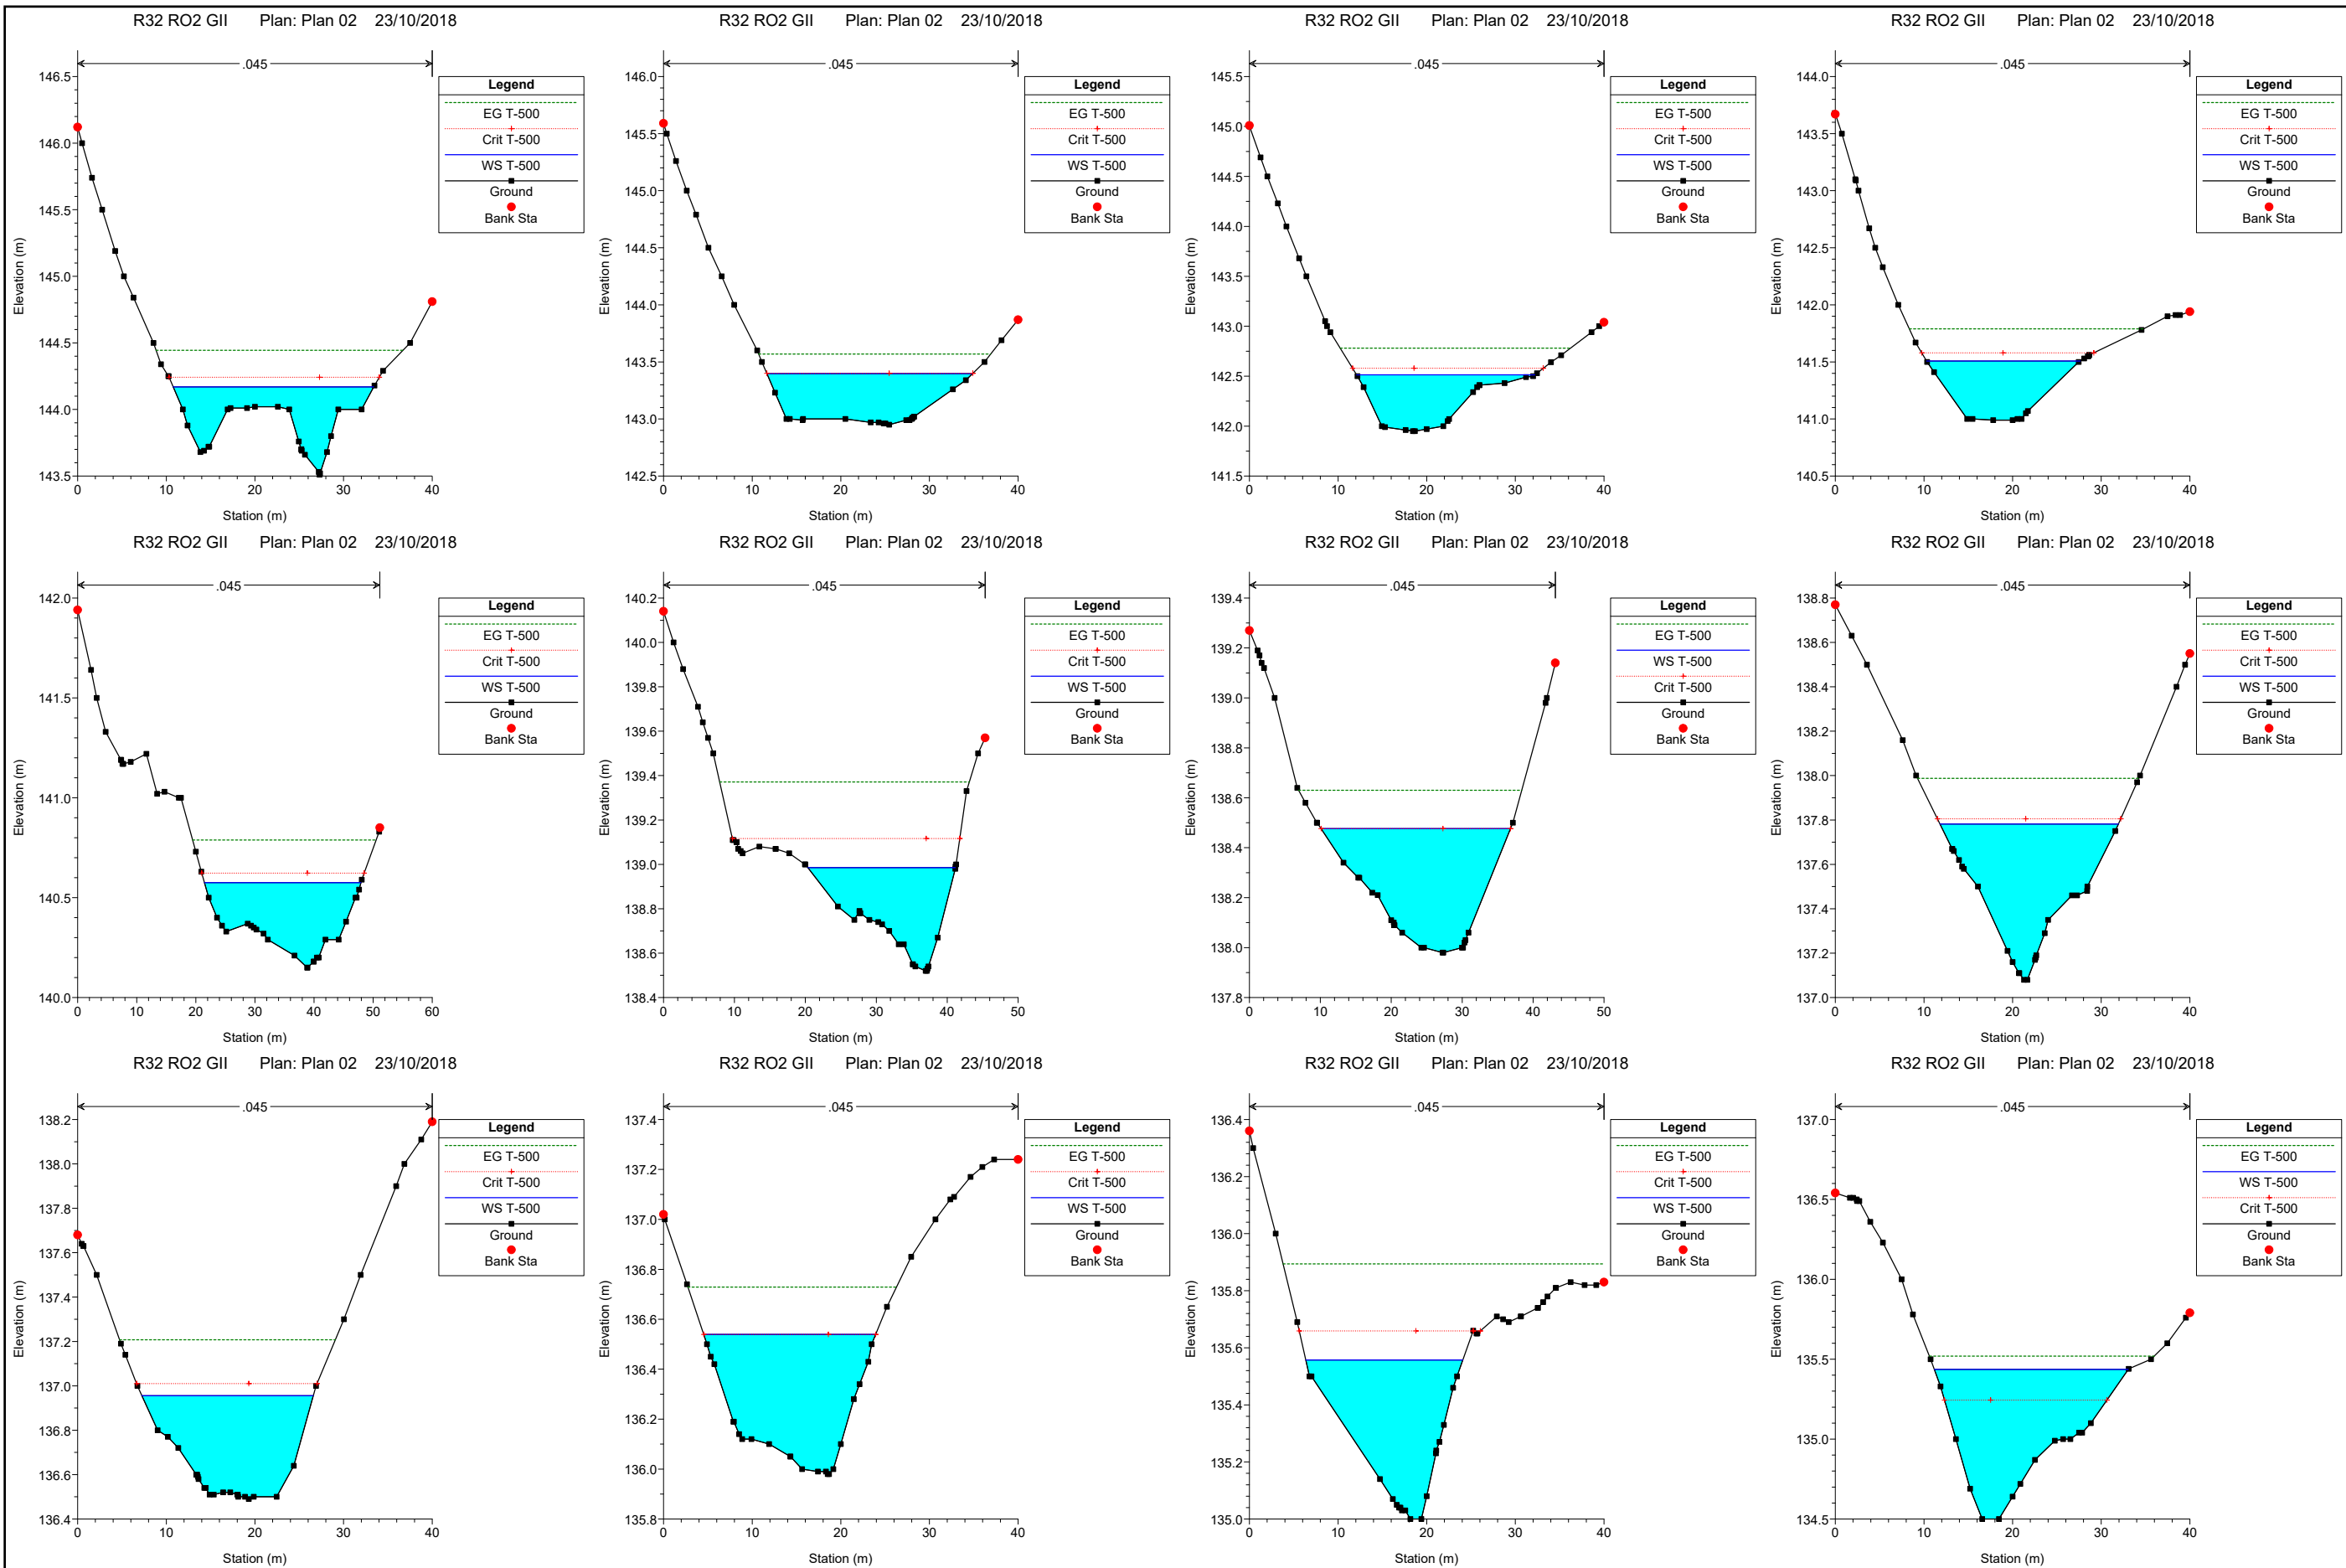 R32 RO2 GII Plan: Plan 02 23/10/2018
.045
Legend
EG T-500
Crit T-500
WS T-500
Ground
Bank Sta
Elevation (m)
146.5
146.0
145.5
145.0
144.5
144.0
143.5
0 10 20 30 40
Station (m)
R32 RO2 GII Plan: Plan 02 23/10/2018
.045
Legend
EG T-500
Crit T-500
WS T-500
Ground
Bank Sta
Elevation (m)
146.0
145.5
145.0
144.5
144.0
143.5
143.0
142.5
0 10 20 30 40
Station (m)
R32 RO2 GII Plan: Plan 02 23/10/2018
.045
Legend
EG T-500
Crit T-500
WS T-500
Ground
Bank Sta
Elevation (m)
145.5
145.0
144.5
144.0
143.5
143.0
142.5
142.0
141.5
0 10 20 30 40
Station (m)
R32 RO2 GII Plan: Plan 02 23/10/2018
.045
Legend
EG T-500
Crit T-500
WS T-500
Ground
Bank Sta
Elevation (m)
144.0
143.5
143.0
142.5
142.0
141.5
141.0
140.5
0 10 20 30 40
Station (m)
R32 RO2 GII Plan: Plan 02 23/10/2018
.045
Legend
EG T-500
Crit T-500
WS T-500
Ground
Bank Sta
Elevation (m)
142.0
141.5
141.0
140.5
140.0
0 10 20 30 40 50 60
Station (m)
R32 RO2 GII Plan: Plan 02 23/10/2018
.045
Legend
EG T-500
Crit T-500
WS T-500
Ground
Bank Sta
Elevation (m)
140.2
140.0
139.8
139.6
139.4
139.2
139.0
138.8
138.6
138.4
0 10 20 30 40 50
Station (m)
R32 RO2 GII Plan: Plan 02 23/10/2018
.045
Legend
EG T-500
WS T-500
Crit T-500
Ground
Bank Sta
Elevation (m)
139.4
139.2
139.0
138.8
138.6
138.4
138.2
138.0
137.8
0 10 20 30 40 50
Station (m)
R32 RO2 GII Plan: Plan 02 23/10/2018
.045
Legend
EG T-500
Crit T-500
WS T-500
Ground
Bank Sta
Elevation (m)
138.8
138.6
138.4
138.2
138.0
137.8
137.6
137.4
137.2
137.0
0 10 20 30 40
Station (m)
R32 RO2 GII Plan: Plan 02 23/10/2018
.045
Legend
EG T-500
Crit T-500
WS T-500
Ground
Bank Sta
Elevation (m)
138.2
138.0
137.8
137.6
137.4
137.2
137.0
136.8
136.6
136.4
0 10 20 30 40
Station (m)
R32 RO2 GII Plan: Plan 02 23/10/2018
.045
Legend
EG T-500
Crit T-500
WS T-500
Ground
Bank Sta
Elevation (m)
137.4
137.2
137.0
136.8
136.6
136.4
136.2
136.0
135.8
0 10 20 30 40
Station (m)
R32 RO2 GII Plan: Plan 02 23/10/2018
.045
Legend
EG T-500
Crit T-500
WS T-500
Ground
Bank Sta
Elevation (m)
136.4
136.2
136.0
135.8
135.6
135.4
135.2
135.0
0 10 20 30 40
Station (m)
R32 RO2 GII Plan: Plan 02 23/10/2018
.045
Legend
EG T-500
WS T-500
Crit T-500
Ground
Bank Sta
Elevation (m)
137.0
136.5
136.0
135.5
135.0
134.5
0 10 20 30 40
Station (m)